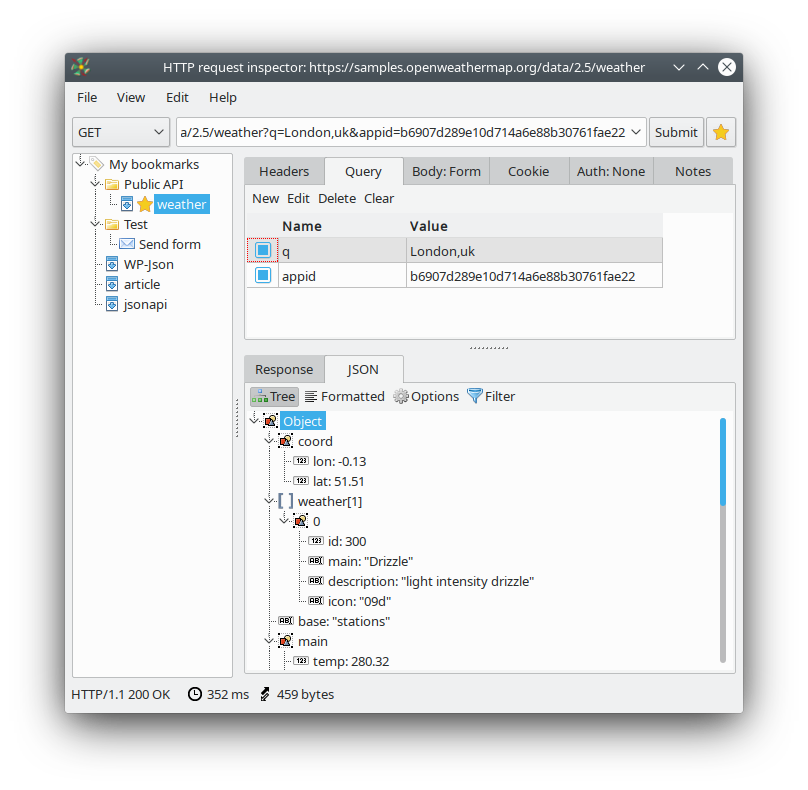 HTTP request inspector: https://samples.openweathermap.org/data/2.5/weather
File View Edit Help
GET a/2.5/weather?q=London,uk&appid=b6907d289e10d714a6e88b30761fae22 Submit
My bookmarks
Public API
weather
Test
Send form
WP-Json
article
jsonapi
Headers Query Body: Form Cookie Auth: None Notes
New Edit Delete Clear
Name Value
q London,uk
appid b6907d289e10d714a6e88b30761fae22
Response JSON
Tree Formatted Options Filter
Object
coord
123 lon: -0.13
123 lat: 51.51
[ ] weather[1]
0
123 id: 300
ABI main: "Drizzle"
ABI description: "light intensity drizzle"
ABI icon: "09d"
ABI base: "stations"
main
123 temp: 280.32
HTTP/1.1 200 OK 352 ms 459 bytes